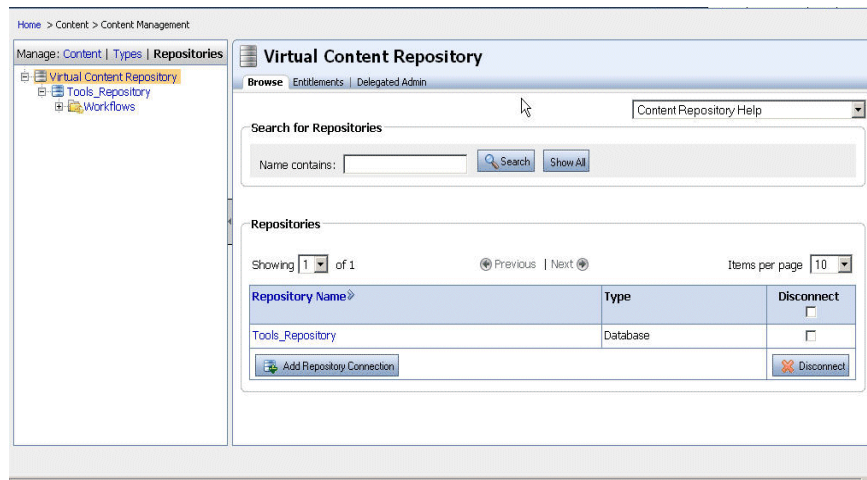 Home > Content > Content Management
Manage: Content | Types | Repositories
Virtual Content Repository
Tools_Repository
Workflows
Virtual Content Repository
Browse Entitlements | Delegated Admin
Content Repository Help
Search for Repositories
Name contains: Search Show All
Repositories
Showing 1 of 1 Previous | Next Items per page 10
Repository Name Type Disconnect
Tools_Repository Database
Add Repository Connection Disconnect